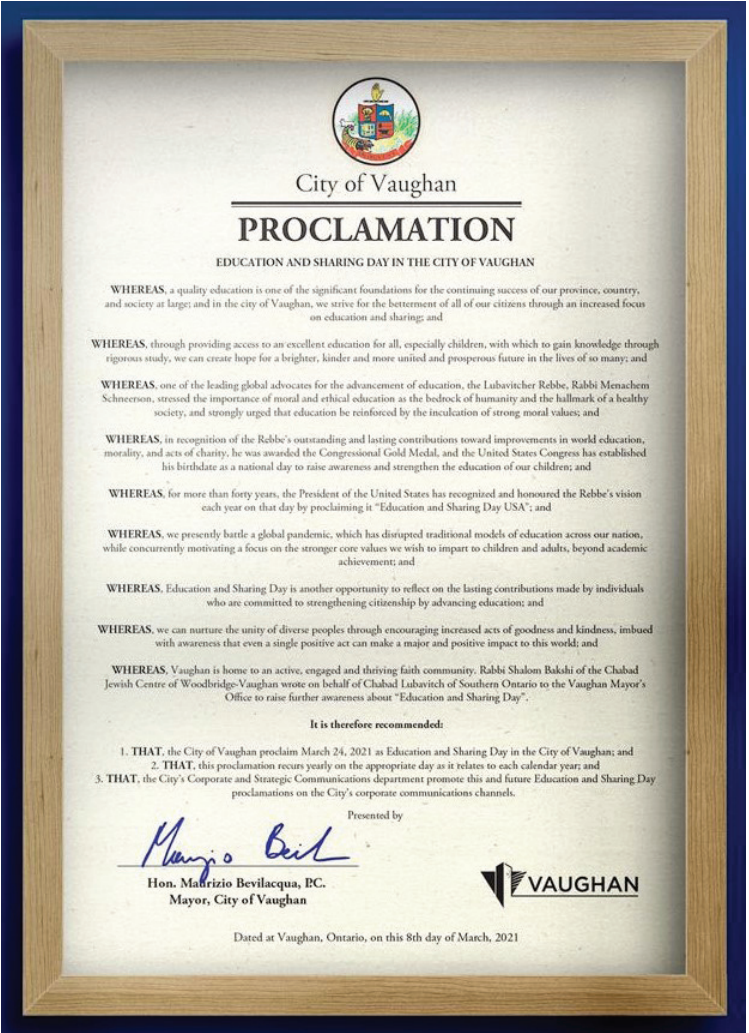 City of Vaughan
PROCLAMATION
EDUCATION AND SHARING DAY IN THE CITY OF VAUGHAN
WHEREAS, a quality education is one of the significant foundations for the continuing success of our province, country,
and society at large; and in the city of Vaughan, we strive for the betterment of all of our citizens through an increased focus
on education and sharing; and
WHEREAS, through providing access to an excellent education for all, especially children, with which to gain knowledge through
rigorous study, we can create hope for a brighter, kinder and more united and prosperous future in the lives of so many; and
WHEREAS, one of the leading global advocates for the advancement of education, the Lubavitcher Rebbe, Rabbi Menachem
Schneerson, stressed the importance of moral and ethical education as the bedrock of humanity and the hallmark of a healthy
society, and strongly urged that education be reinforced by the inculcation of strong moral values; and
WHEREAS, in recognition of the Rebbe's outstanding and lasting contributions toward improvements in world education,
morality, and acts of charity, he was awarded the Congressional Gold Medal, and the United States Congress has established
his birthdate as a national day to raise awareness and strengthen the education of our children; and
WHEREAS, for more than forty years, the President of the United States has recognized and honoured the Rebbe's vision
each year on that day by proclaiming it "Education and Sharing Day USA"; and
WHEREAS, we presently battle a global pandemic, which has disrupted traditional models of education across our nation,
while concurrently motivating a focus on the stronger core values we wish to impart to children and adults, beyond academic
achievement; and
WHEREAS, Education and Sharing Day is another opportunity to reflect on the lasting contributions made by individuals
who are committed to strengthening citizenship by advancing education; and
WHEREAS, we can nurture the unity of diverse peoples through encouraging increased acts of goodness and kindness, imbued
with awareness that even a single positive act can make a major and positive impact to this world; and
WHEREAS, Vaughan is home to an active, engaged and thriving faith community. Rabbi Shalom Bakshi of the Chabad
Jewish Centre of Woodbridge-Vaughan wrote on behalf of Chabad Lubavitch of Southern Ontario to the Vaughan Mayor's
Office to raise further awareness about "Education and Sharing Day".
It is therefore recommended:
1. THAT, the City of Vaughan proclaim March 24, 2021 as Education and Sharing Day in the City of Vaughan; and
2. THAT, this proclamation recurs yearly on the appropriate day as it relates to each calendar year; and
3. THAT, the City's Corporate and Strategic Communications department promote this and future Education and Sharing Day
proclamations on the City's corporate communications channels.
Presented by
Hon. Maurizio Bevilacqua, P.C.
Mayor, City of Vaughan
VAUGHAN
Dated at Vaughan, Ontario, on this 8th day of March, 2021